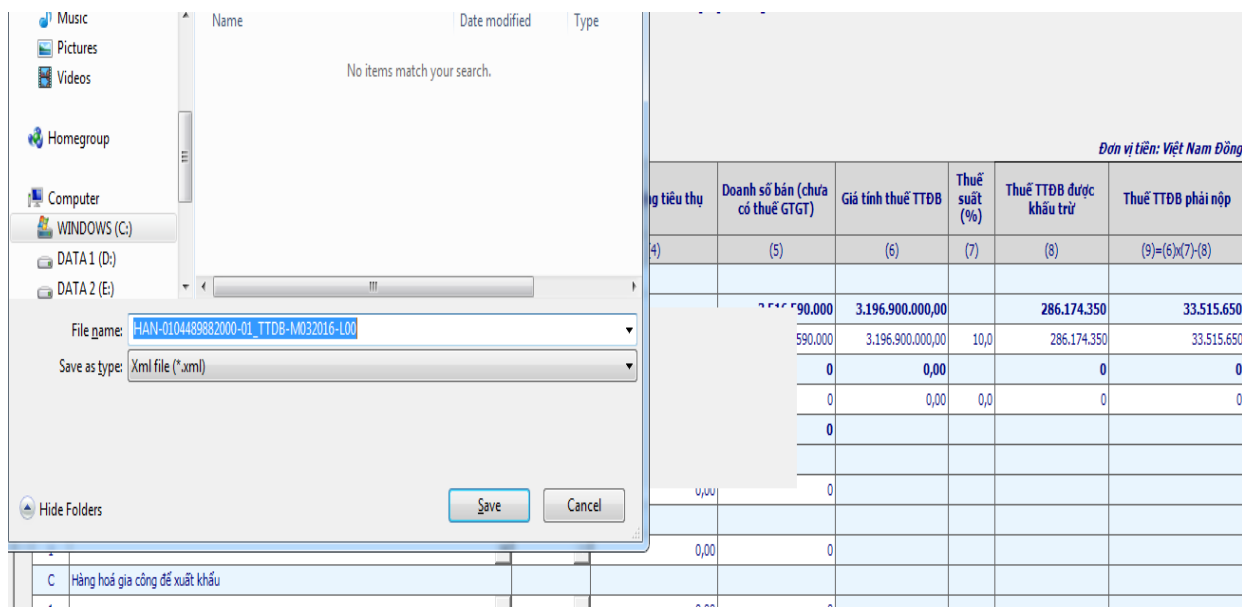 Music
Name Date modified Type
Pictures
No items match your search.
Videos
Homegroup
Đơn vị tiền: Việt Nam Đồng
Computer
tiêu thụ Doanh số bán (chưa có thuế GTGT) Giá tính thuế TTĐB Thuế suất (%) Thuế TTĐB được khấu trừ Thuế TTĐB phải nộp
WINDOWS (C:)
(5) (6) (7) (8) (9)=(6)x(7)-(8)
DATA 1 (D:)
DATA 2 (E:)
3.196.900.000,00 286.174.350 33.515.650
File name: HAN-0104489882000-01_TTDB-M032016-L00
590.000 3.196.900.000,00 10,0 286.174.350 33.515.650
Save as type: Xml file (*.xml)
0 0,00 0 0
0 0,00 0,0 0 0
0
0,00 0
Hide Folders Save Cancel
0,00 0
C Hàng hoá gia công để xuất khẩu